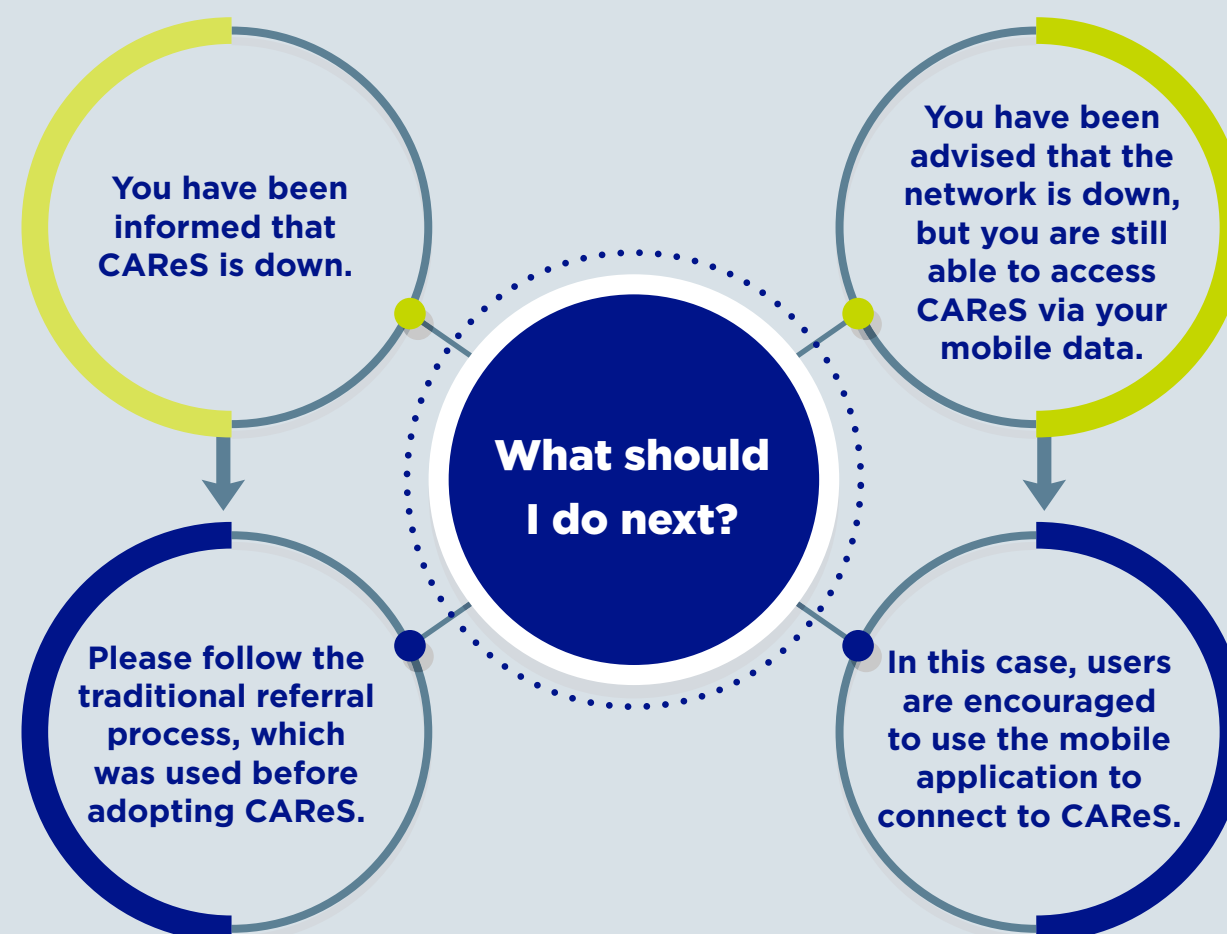 You have been
informed that
CAReS is down.
You have been
advised that the
network is down,
but you are still
able to access
CAReS via your
mobile data.
What should
I do next?
Please follow the
traditional referral
process, which
was used before
adopting CAReS.
In this case, users
are encouraged
to use the mobile
application to
connect to CAReS.